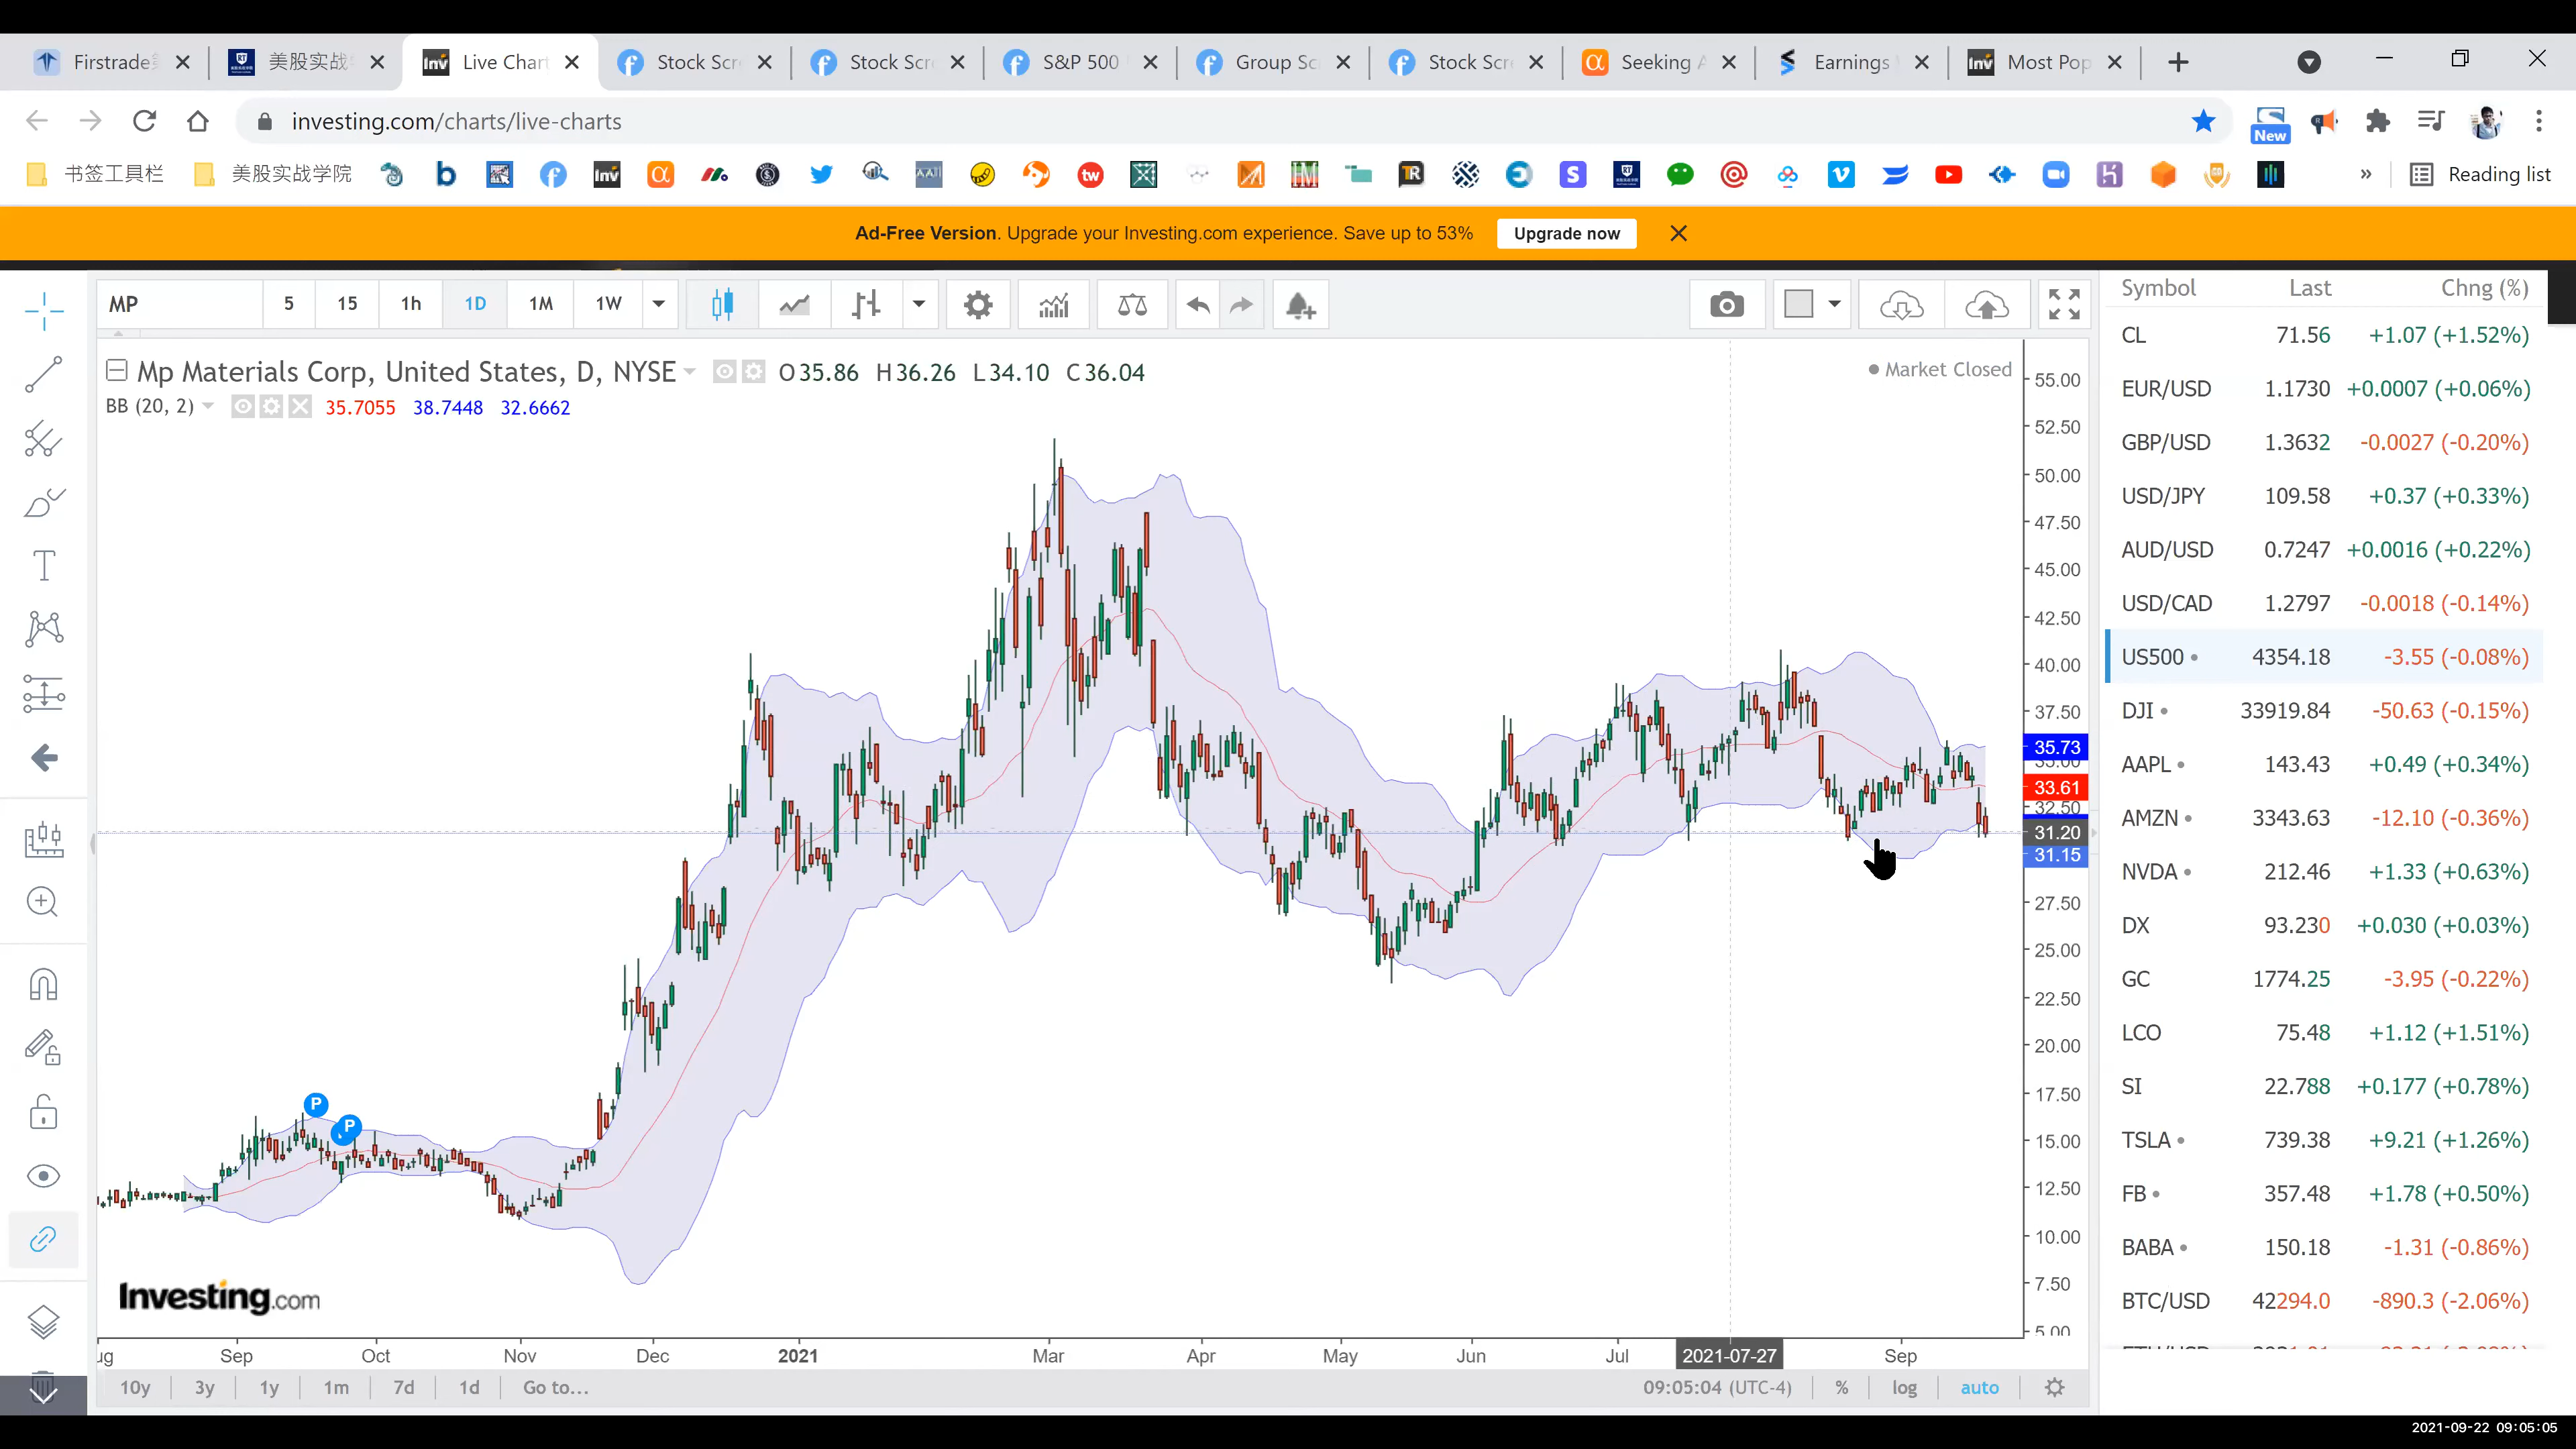 Firstrade
美股实战
Live Chart
Stock Scre
Stock Scre
S&P 500
Group Sc
Stock Scre
Seeking A
Earnings
Most Pop
investing.com/charts/live-charts
New
书签工具栏
美股实战学院
Reading list
Ad-Free Version. Upgrade your Investing.com experience. Save up to 53%
Upgrade now
MP 5 15 1h 1D 1M 1W
Mp Materials Corp, United States, D, NYSE O35.86 H36.26 L34.10 C36.04
Market Closed
BB (20, 2) 35.7055 38.7448 32.6662
55.00
52.50
50.00
47.50
45.00
42.50
40.00
37.50
35.73
35.00
33.61
32.50
31.20
31.15
27.50
25.00
22.50
20.00
17.50
15.00
12.50
10.00
7.50
5.00
P
P
Investing.com
ug Sep Oct Nov Dec 2021 Mar Apr May Jun Jul 2021-07-27 Sep
10y 3y 1y 1m 7d 1d Go to... 09:05:04 (UTC-4) % log auto
Symbol Last Chng (%)
CL 71.56 +1.07 (+1.52%)
EUR/USD 1.1730 +0.0007 (+0.06%)
GBP/USD 1.3632 -0.0027 (-0.20%)
USD/JPY 109.58 +0.37 (+0.33%)
AUD/USD 0.7247 +0.0016 (+0.22%)
USD/CAD 1.2797 -0.0018 (-0.14%)
US500 4354.18 -3.55 (-0.08%)
DJI 33919.84 -50.63 (-0.15%)
AAPL 143.43 +0.49 (+0.34%)
AMZN 3343.63 -12.10 (-0.36%)
NVDA 212.46 +1.33 (+0.63%)
DX 93.230 +0.030 (+0.03%)
GC 1774.25 -3.95 (-0.22%)
LCO 75.48 +1.12 (+1.51%)
SI 22.788 +0.177 (+0.78%)
TSLA 739.38 +9.21 (+1.26%)
FB 357.48 +1.78 (+0.50%)
BABA 150.18 -1.31 (-0.86%)
BTC/USD 42294.0 -890.3 (-2.06%)
2021-09-22 09:05:05